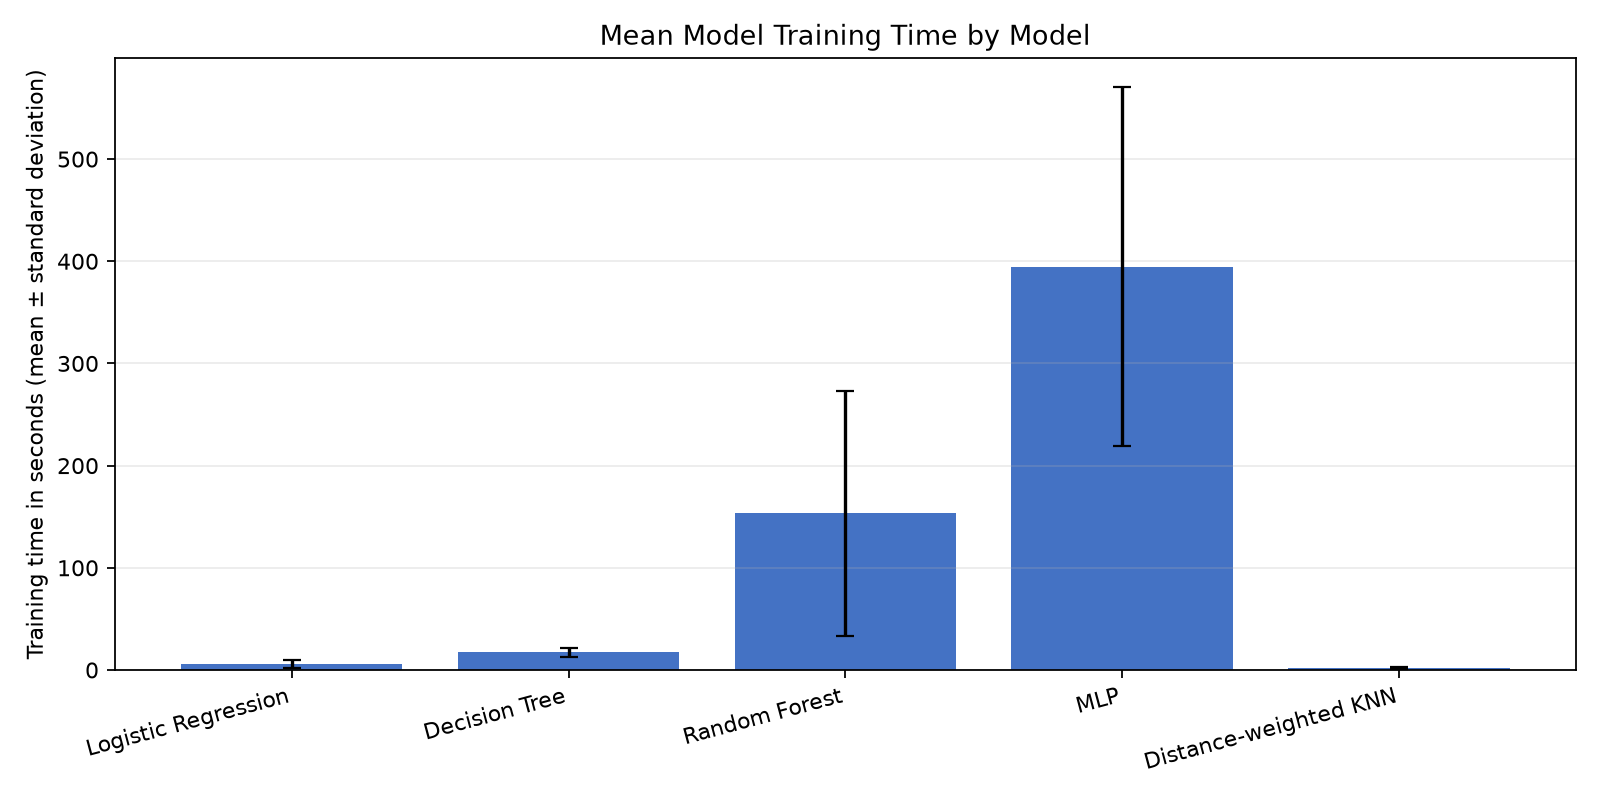 Mean Model Training Time by Model
Training time in seconds (mean ± standard deviation)
500
400
300
200
100
0
Logistic Regression
Decision Tree
Random Forest
MLP
Distance-weighted KNN